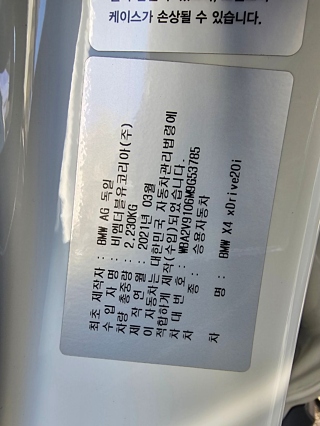 케이스가 손상될 수 있습니다.
최초 제작자 : BMW AG 독일
수 입 자 명 : 비엠더블유코리아(주)
차량 총중량 : 2,230KG
제 작 연 월 : 2021년 03월
이 자동차는 대한민국 자동차관리법령에
적합하게 제작(수입)되었습니다.
차 대 번 호 : WBA2V9106M9G53785
차 종 : 승용자동차
차 명 : BMW X4 xDrive20i